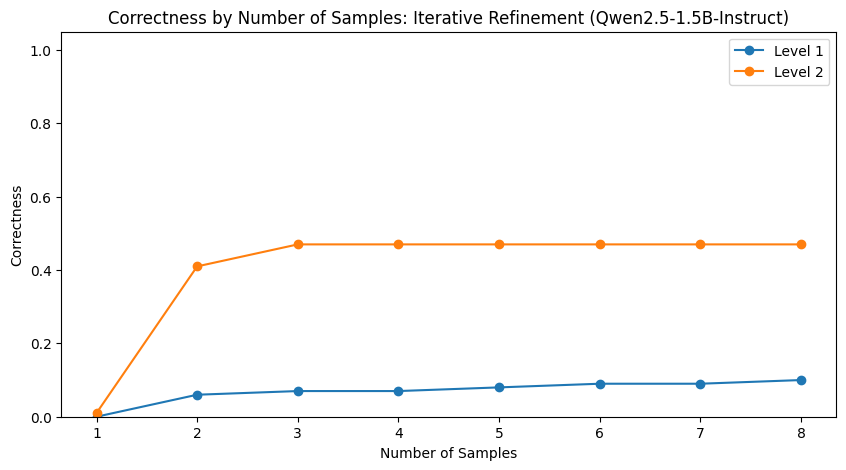 Correctness by Number of Samples: Iterative Refinement (Qwen2.5-1.5B-Instruct)
Level 1
Level 2
Correctness
1.0
0.8
0.6
0.4
0.2
0.0
1 2 3 4 5 6 7 8
Number of Samples